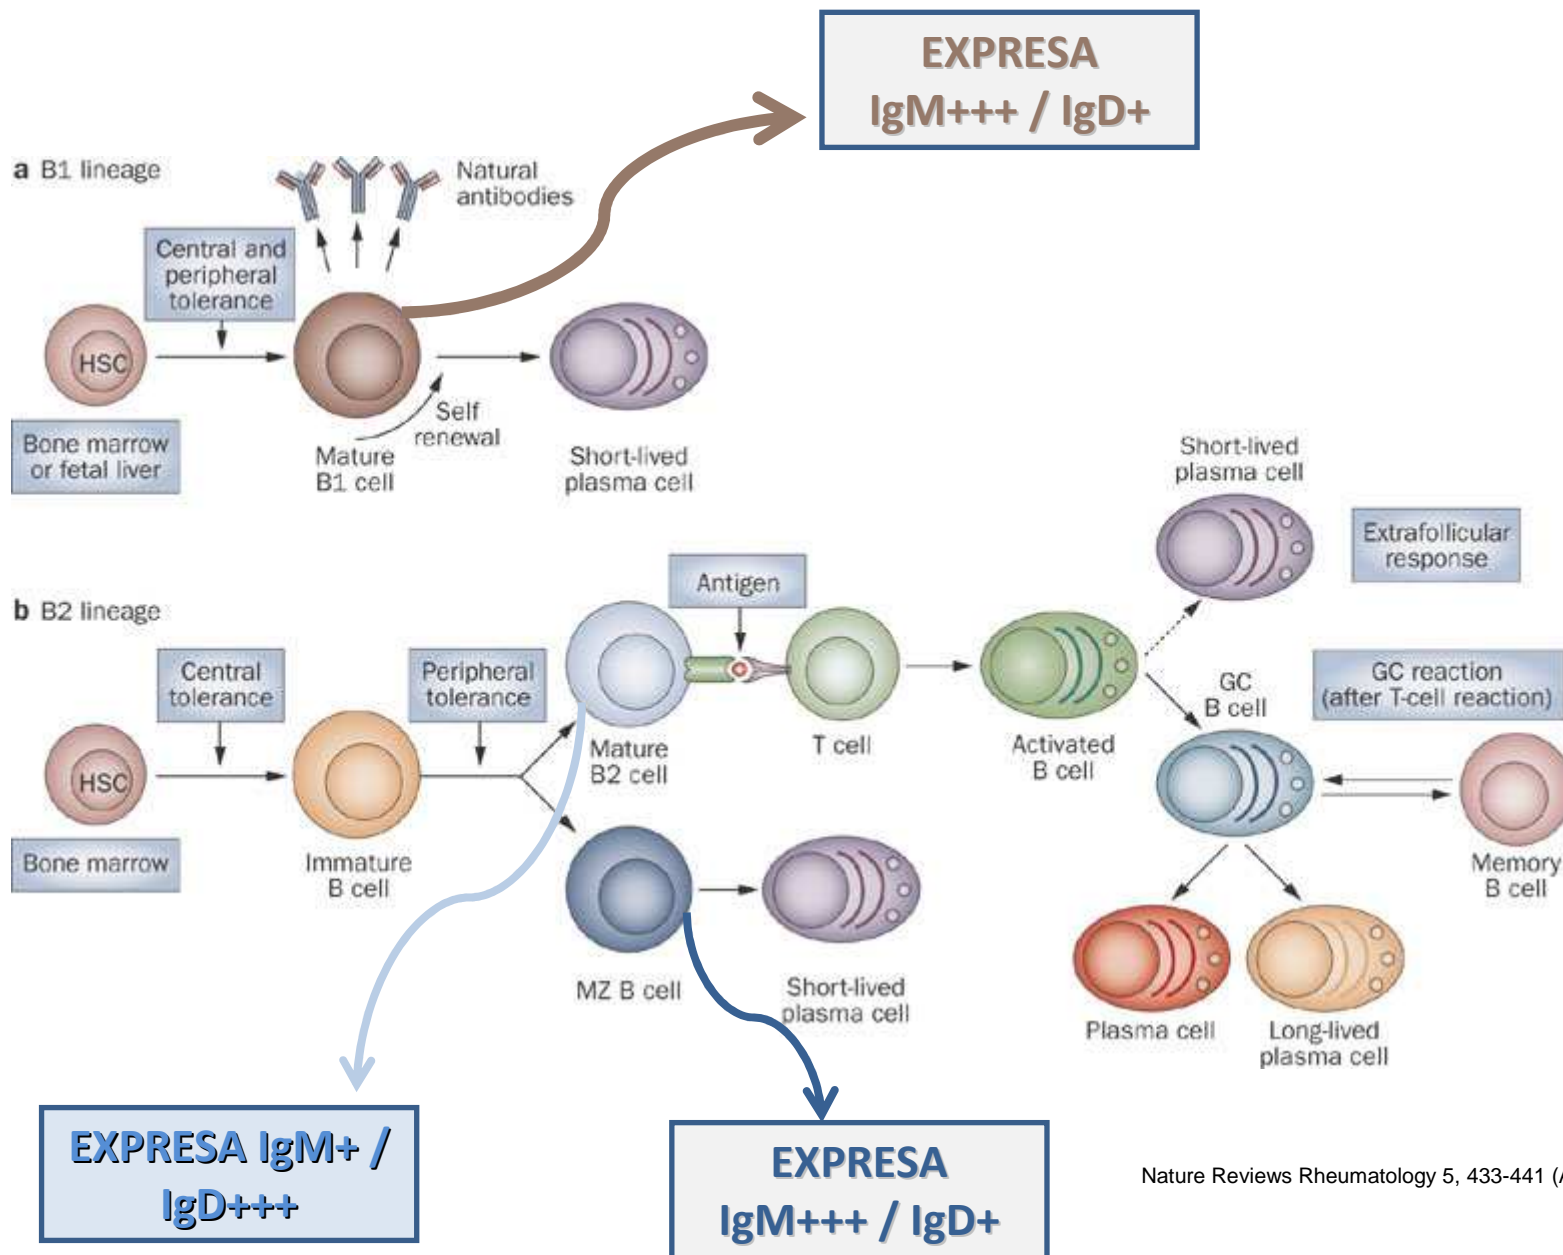 EXPRESA
IgM+++ / IgD+
a B1 lineage
Natural
antibodies
Central and
peripheral
tolerance
HSC
Bone marrow
or fetal liver
Self
renewal
Mature
B1 cell
Short-lived
plasma cell
Short-lived
plasma cell
Extrafollicular
response
Antigen
b B2 lineage
Central
tolerance
Peripheral
tolerance
GC
B cell
GC reaction
(after T-cell reaction)
HSC
Mature
B2 cell
T cell
Activated
B cell
Bone marrow
Immature
B cell
Memory
B cell
MZ B cell
Short-lived
plasma cell
Plasma cell
Long-lived
plasma cell
EXPRESA IgM+ /
IgD+++
EXPRESA
IgM+++ / IgD+
Nature Reviews Rheumatology 5, 433-441 (